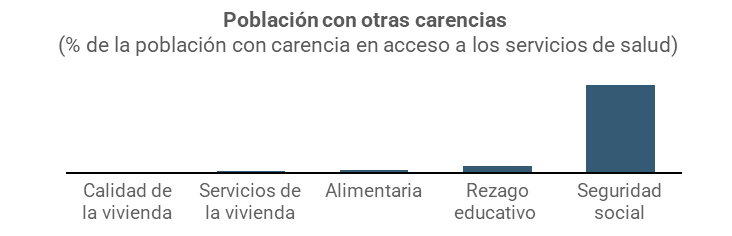 Población con otras carencias
(% de la población con carencia en acceso a los servicios de salud)
Calidad de
la vivienda
Servicios de
la vivienda
Alimentaria
Rezago
educativo
Seguridad
social